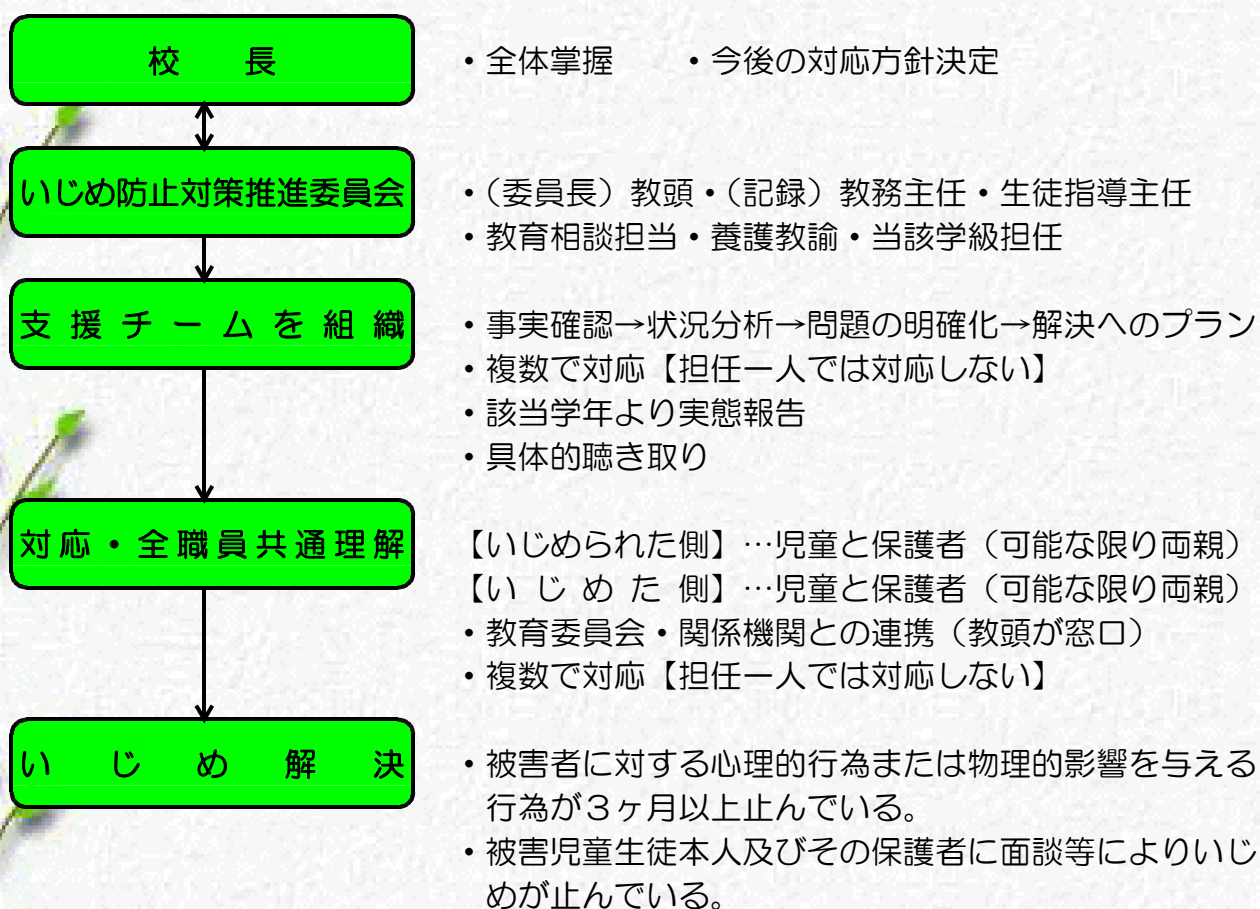 校長
・全体掌握　・今後の対応方針決定
いじめ防止対策推進委員会
・（委員長）教頭・（記録）教務主任・生徒指導主任
・教育相談担当・養護教諭・当該学級担任
支援チームを組織
・事実確認→状況分析→問題の明確化→解決へのプラン
・複数で対応【担任一人では対応しない】
・該当学年より実態報告
・具体的聴き取り
対応・全職員共通理解
【いじめられた側】…児童と保護者（可能な限り両親）
【いじめた側】…児童と保護者（可能な限り両親）
・教育委員会・関係機関との連携（教頭が窓口）
・複数で対応【担任一人では対応しない】
いじめ解決
・被害者に対する心理的行為または物理的影響を与える
行為が３ヶ月以上止んでいる。
・被害児童生徒本人及びその保護者に面談等によりいじ
めが止んでいる。